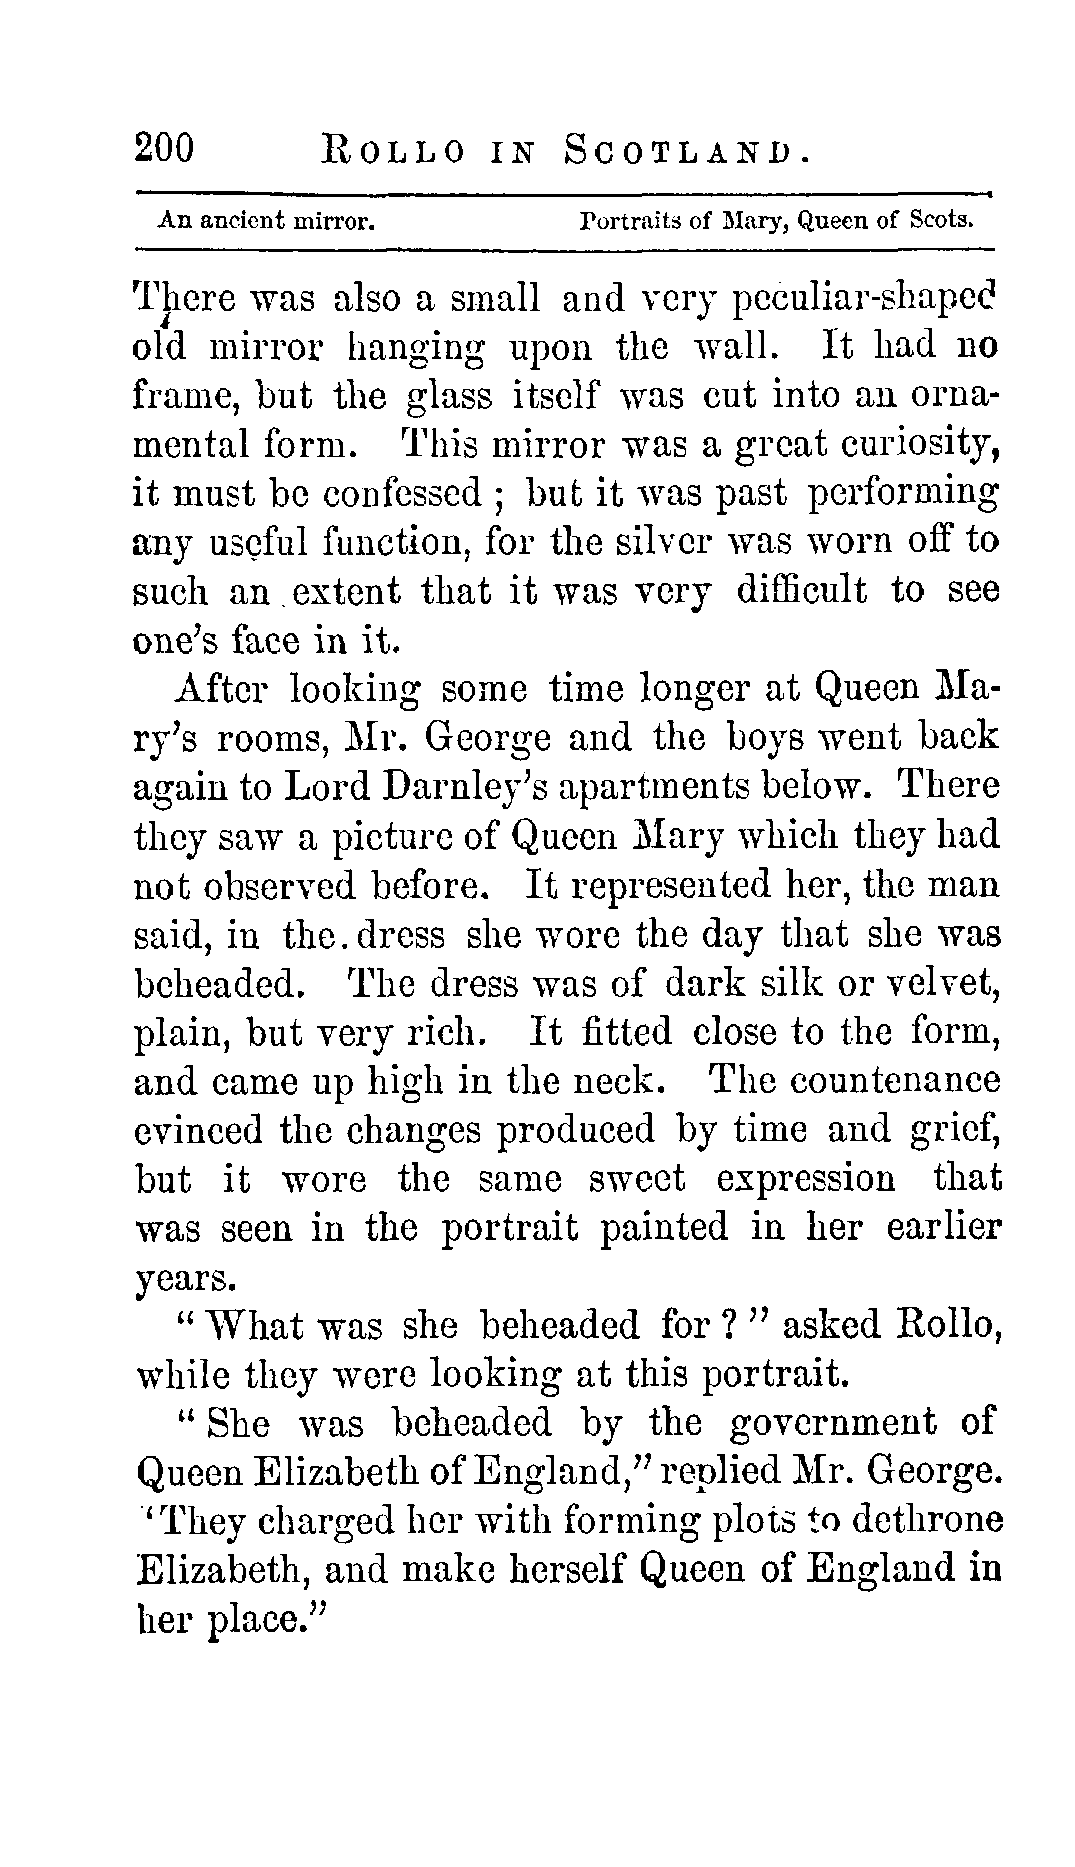 200 ROLLO IN SCOTLAND.
An ancient mirror. Portraits of Mary, Queen of Scots.
There was also a small and very peculiar-shaped
old mirror hanging upon the wall. It had no
frame, but the glass itself was cut into an orna-
mental form. This mirror was a great curiosity,
it must be confessed ; but it was past performing
any useful function, for the silver was worn off to
such an extent that it was very difficult to see
one's face in it.
After looking some time longer at Queen Ma-
ry's rooms, Mr. George and the boys went back
again to Lord Darnley's apartments below. There
they saw a picture of Queen Mary which they had
not observed before. It represented her, the man
said, in the dress she wore the day that she was
beheaded. The dress was of dark silk or velvet,
plain, but very rich. It fitted close to the form,
and came up high in the neck. The countenance
evinced the changes produced by time and grief,
but it wore the same sweet expression that
was seen in the portrait painted in her earlier
years.
" What was she beheaded for ? " asked Rollo,
while they were looking at this portrait.
" She was beheaded by the government of
Queen Elizabeth of England," replied Mr. George.
' They charged her with forming plots to dethrone
Elizabeth, and make herself Queen of England in
her place."